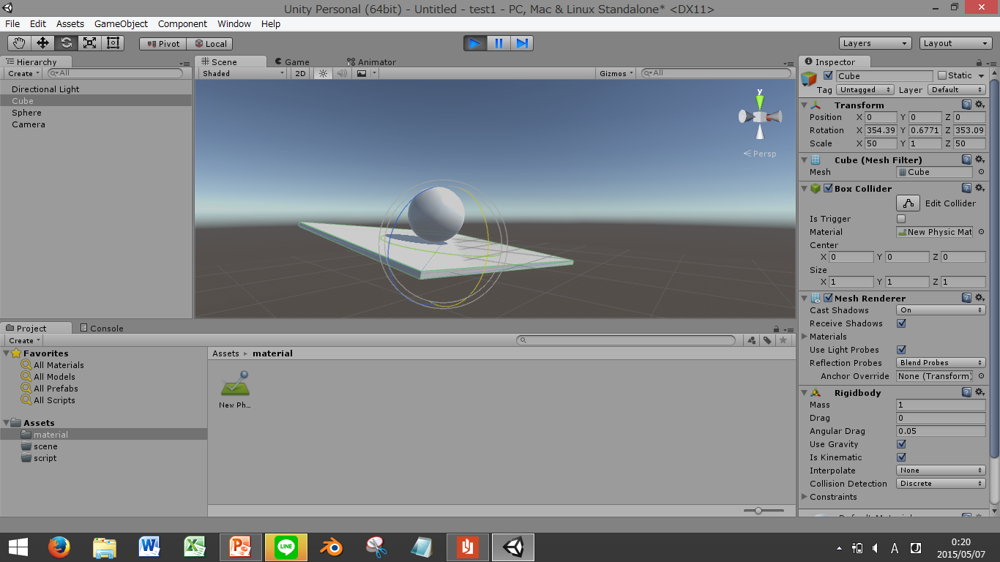 Unity Personal (64bit) - Untitled - test1 - PC, Mac & Linux Standalone* <DX11>
File Edit Assets GameObject Component Window Help
Pivot Local Layers Layout
Hierarchy
Create All
Directional Light
Cube
Sphere
Camera
Scene Game Animator
Shaded 2D Gizmos All
y
Persp
Inspector
Cube Static
Tag Untagged Layer Default
Transform
Position X 0 Y 0 Z 0
Rotation X 354.39 Y 0.6771 Z 353.09
Scale X 50 Y 1 Z 50
Cube (Mesh Filter)
Mesh Cube
Box Collider
Edit Collider
Is Trigger
Material New Physic Mat
Center
X 0 Y 0 Z 0
Size
X 1 Y 1 Z 1
Mesh Renderer
Cast Shadows On
Receive Shadows
Materials
Use Light Probes
Reflection Probes Blend Probes
Anchor Override None (Transform)
Rigidbody
Mass 1
Drag 0
Angular Drag 0.05
Use Gravity
Is Kinematic
Interpolate None
Collision Detection Discrete
Constraints
Project Console
Create
Favorites
All Materials
All Models
All Prefabs
All Scripts
Assets
material
scene
script
Assets material
New Ph...
LINE
A
0:20
2015/05/07